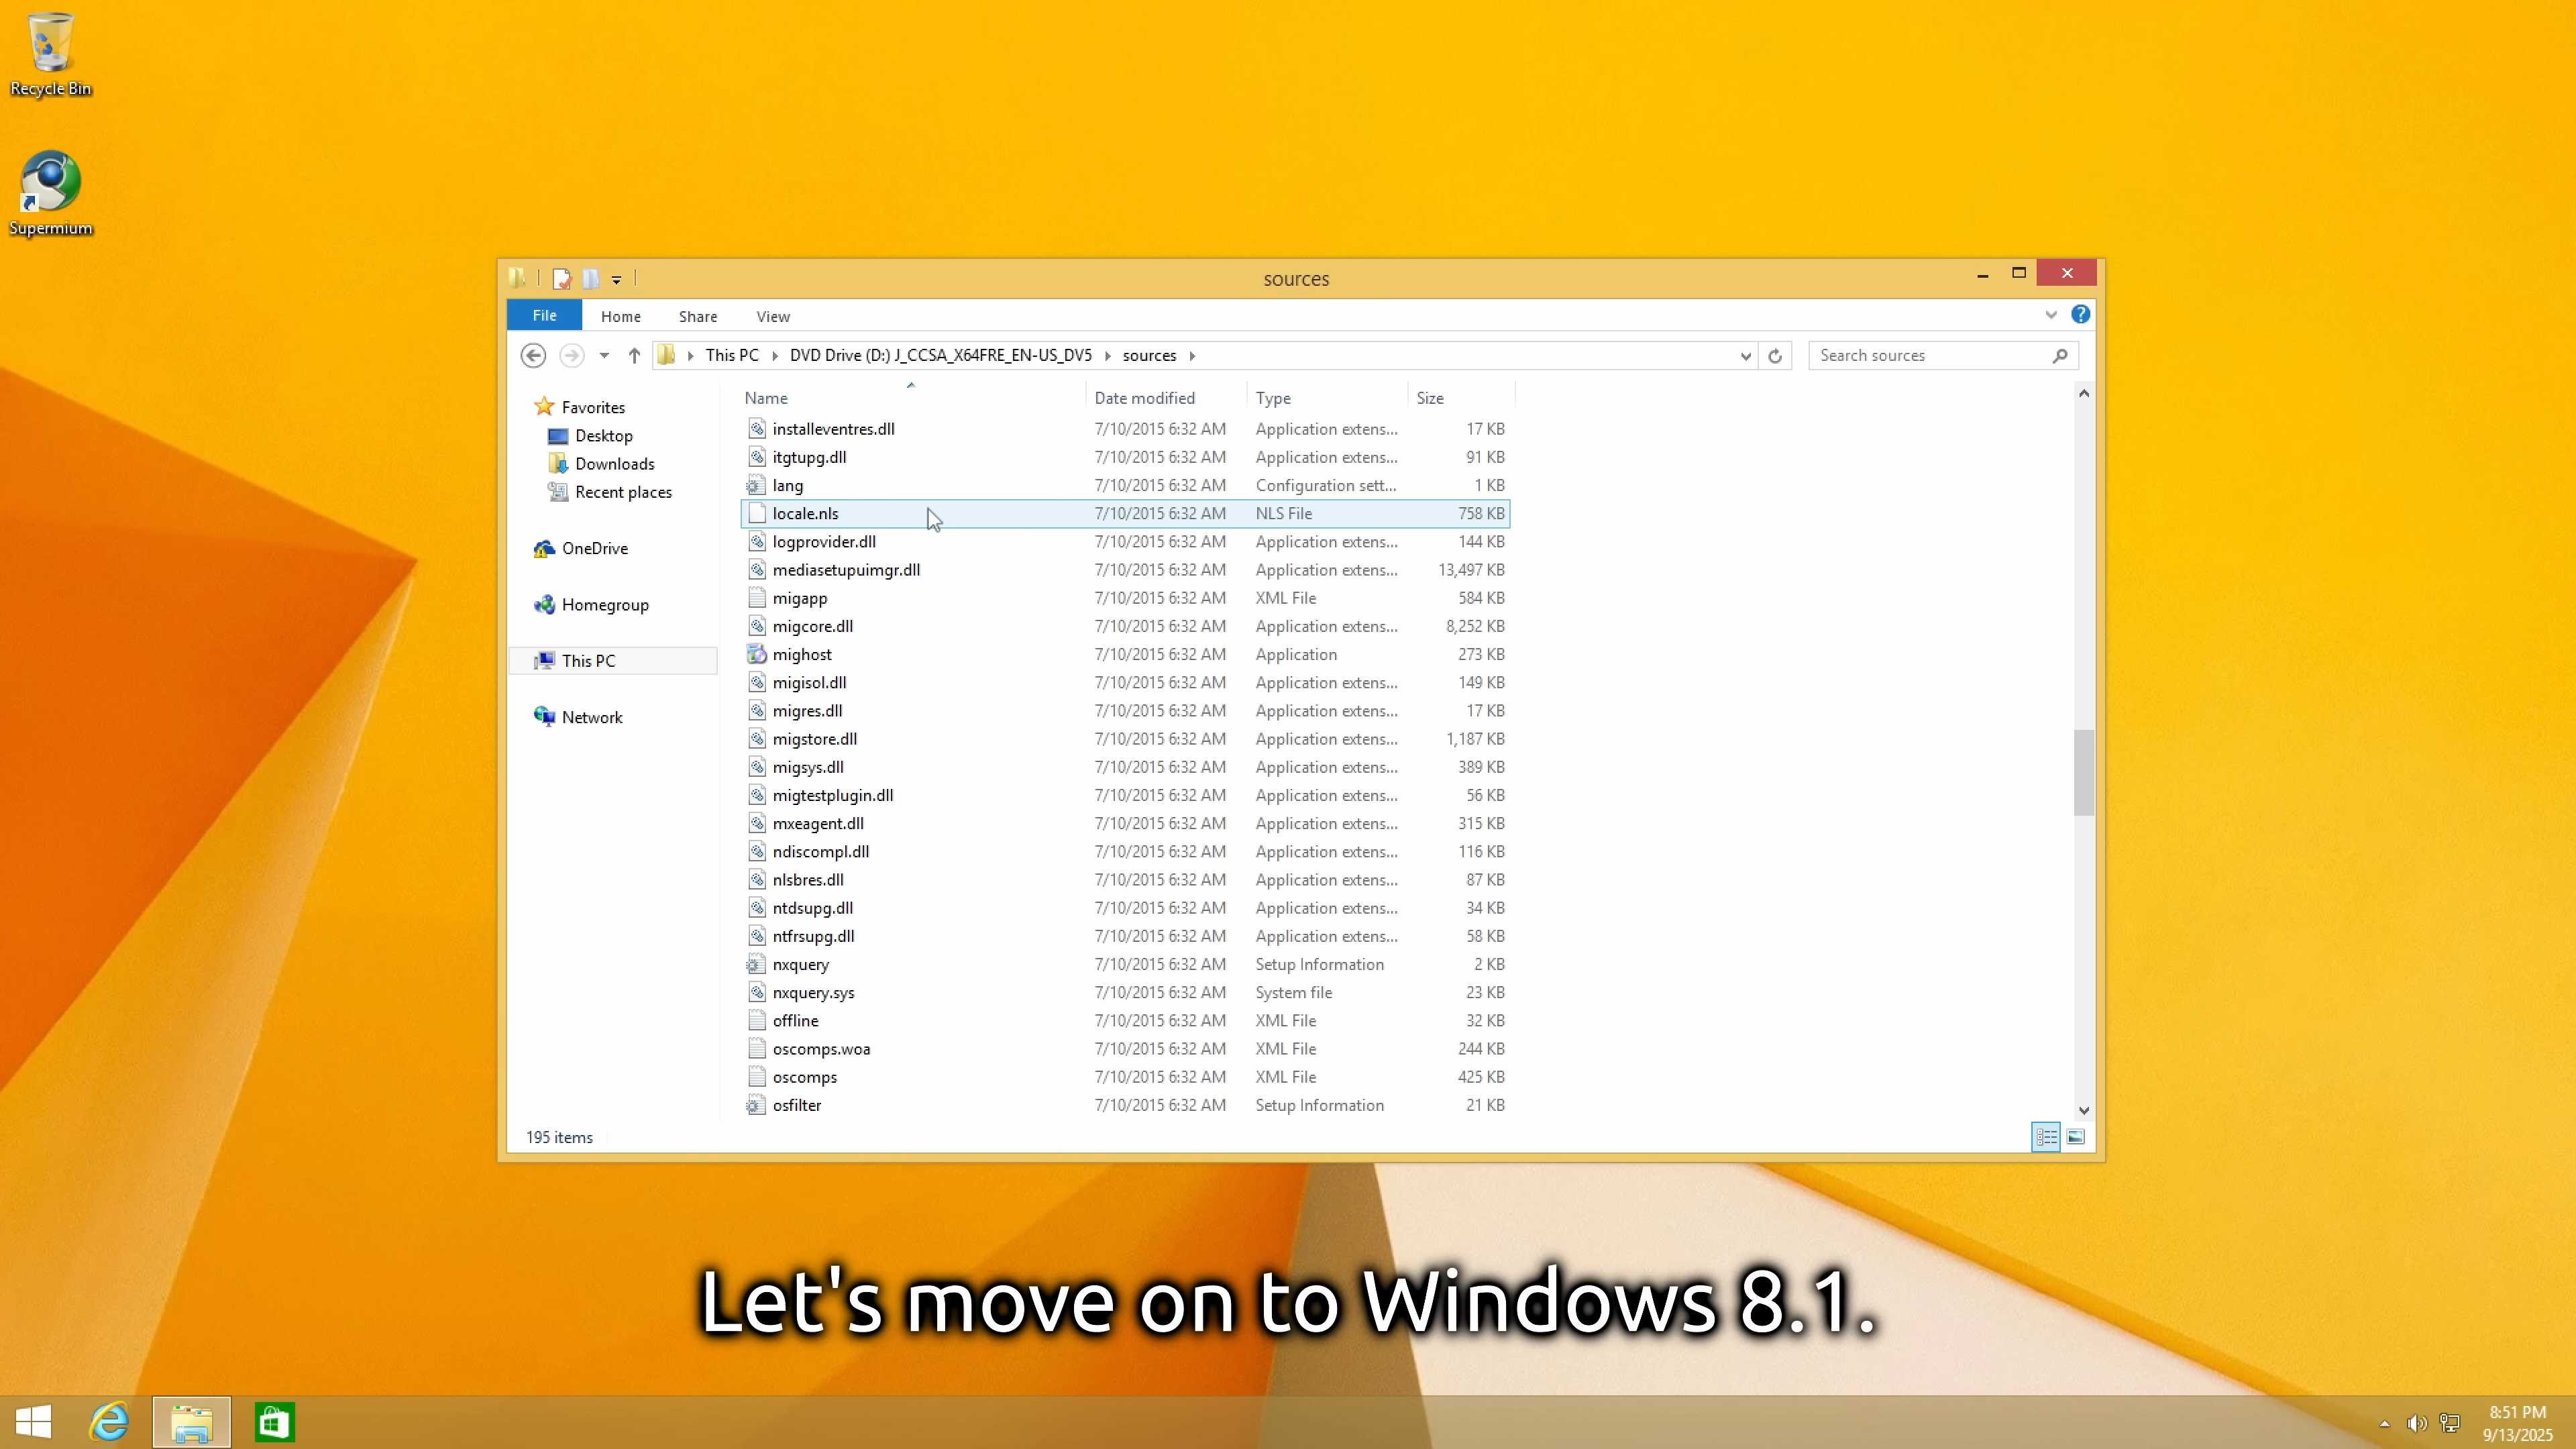 Recycle Bin
Supermium
sources
File Home Share View
This PC DVD Drive (D:) J_CCSA_X64FRE_EN-US_DV5 sources
Search sources
Favorites
Desktop
Downloads
Recent places
OneDrive
Homegroup
This PC
Network
Name Date modified Type Size
installeventres.dll 7/10/2015 6:32 AM Application extens... 17 KB
itgtupg.dll 7/10/2015 6:32 AM Application extens... 91 KB
lang 7/10/2015 6:32 AM Configuration sett... 1 KB
locale.nls 7/10/2015 6:32 AM NLS File 758 KB
logprovider.dll 7/10/2015 6:32 AM Application extens... 144 KB
mediasetupuimgr.dll 7/10/2015 6:32 AM Application extens... 13,497 KB
migapp 7/10/2015 6:32 AM XML File 584 KB
migcore.dll 7/10/2015 6:32 AM Application extens... 8,252 KB
mighost 7/10/2015 6:32 AM Application 273 KB
migisol.dll 7/10/2015 6:32 AM Application extens... 149 KB
migres.dll 7/10/2015 6:32 AM Application extens... 17 KB
migstore.dll 7/10/2015 6:32 AM Application extens... 1,187 KB
migsys.dll 7/10/2015 6:32 AM Application extens... 389 KB
migtestplugin.dll 7/10/2015 6:32 AM Application extens... 56 KB
mxeagent.dll 7/10/2015 6:32 AM Application extens... 315 KB
ndiscompl.dll 7/10/2015 6:32 AM Application extens... 116 KB
nlsbres.dll 7/10/2015 6:32 AM Application extens... 87 KB
ntdsupg.dll 7/10/2015 6:32 AM Application extens... 34 KB
ntfrsupg.dll 7/10/2015 6:32 AM Application extens... 58 KB
nxquery 7/10/2015 6:32 AM Setup Information 2 KB
nxquery.sys 7/10/2015 6:32 AM System file 23 KB
offline 7/10/2015 6:32 AM XML File 32 KB
oscomps.woa 7/10/2015 6:32 AM XML File 244 KB
oscomps 7/10/2015 6:32 AM XML File 425 KB
osfilter 7/10/2015 6:32 AM Setup Information 21 KB
195 items
Let's move on to Windows 8.1.
8:51 PM
9/13/2025